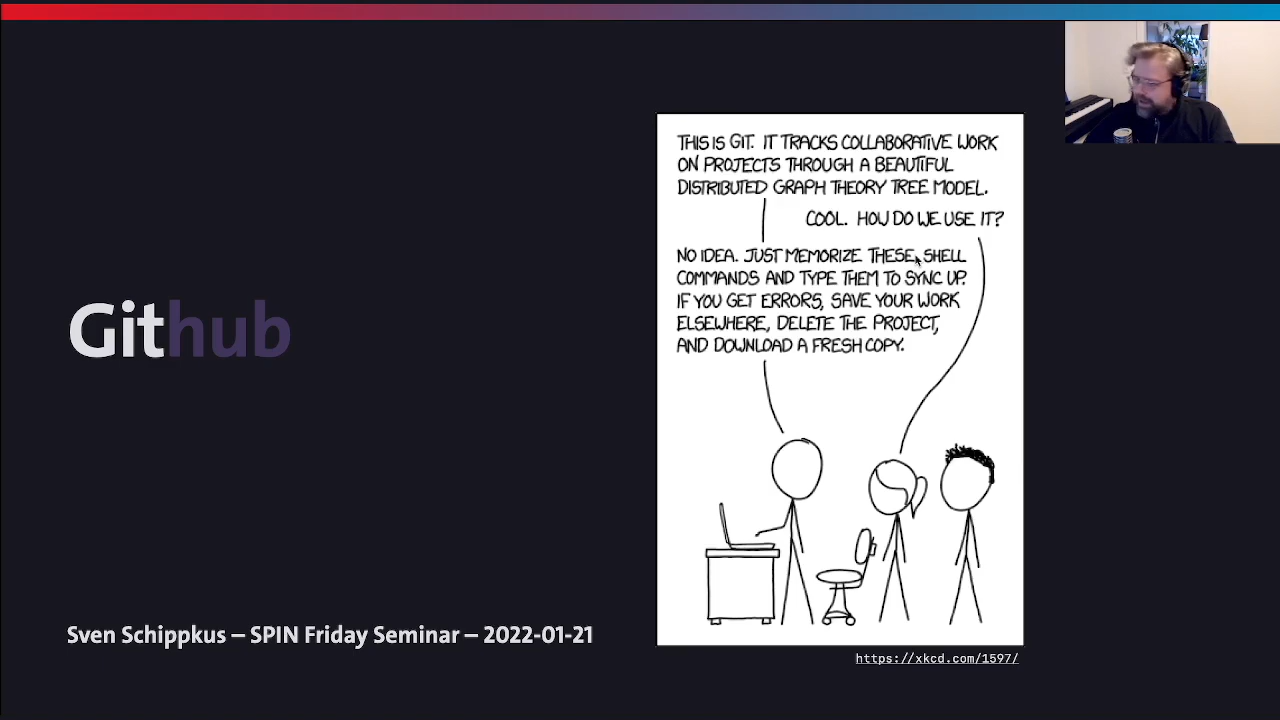 Github
THIS IS GIT. IT TRACKS COLLABORATIVE WORK
ON PROJECTS THROUGH A BEAUTIFUL
DISTRIBUTED GRAPH THEORY TREE MODEL.
COOL. HOW DO WE USE IT?
NO IDEA. JUST MEMORIZE THESE SHELL
COMMANDS AND TYPE THEM TO SYNC UP.
IF YOU GET ERRORS, SAVE YOUR WORK
ELSEWHERE, DELETE THE PROJECT,
AND DOWNLOAD A FRESH COPY.
Sven Schippkus – SPIN Friday Seminar – 2022-01-21
https://xkcd.com/1597/